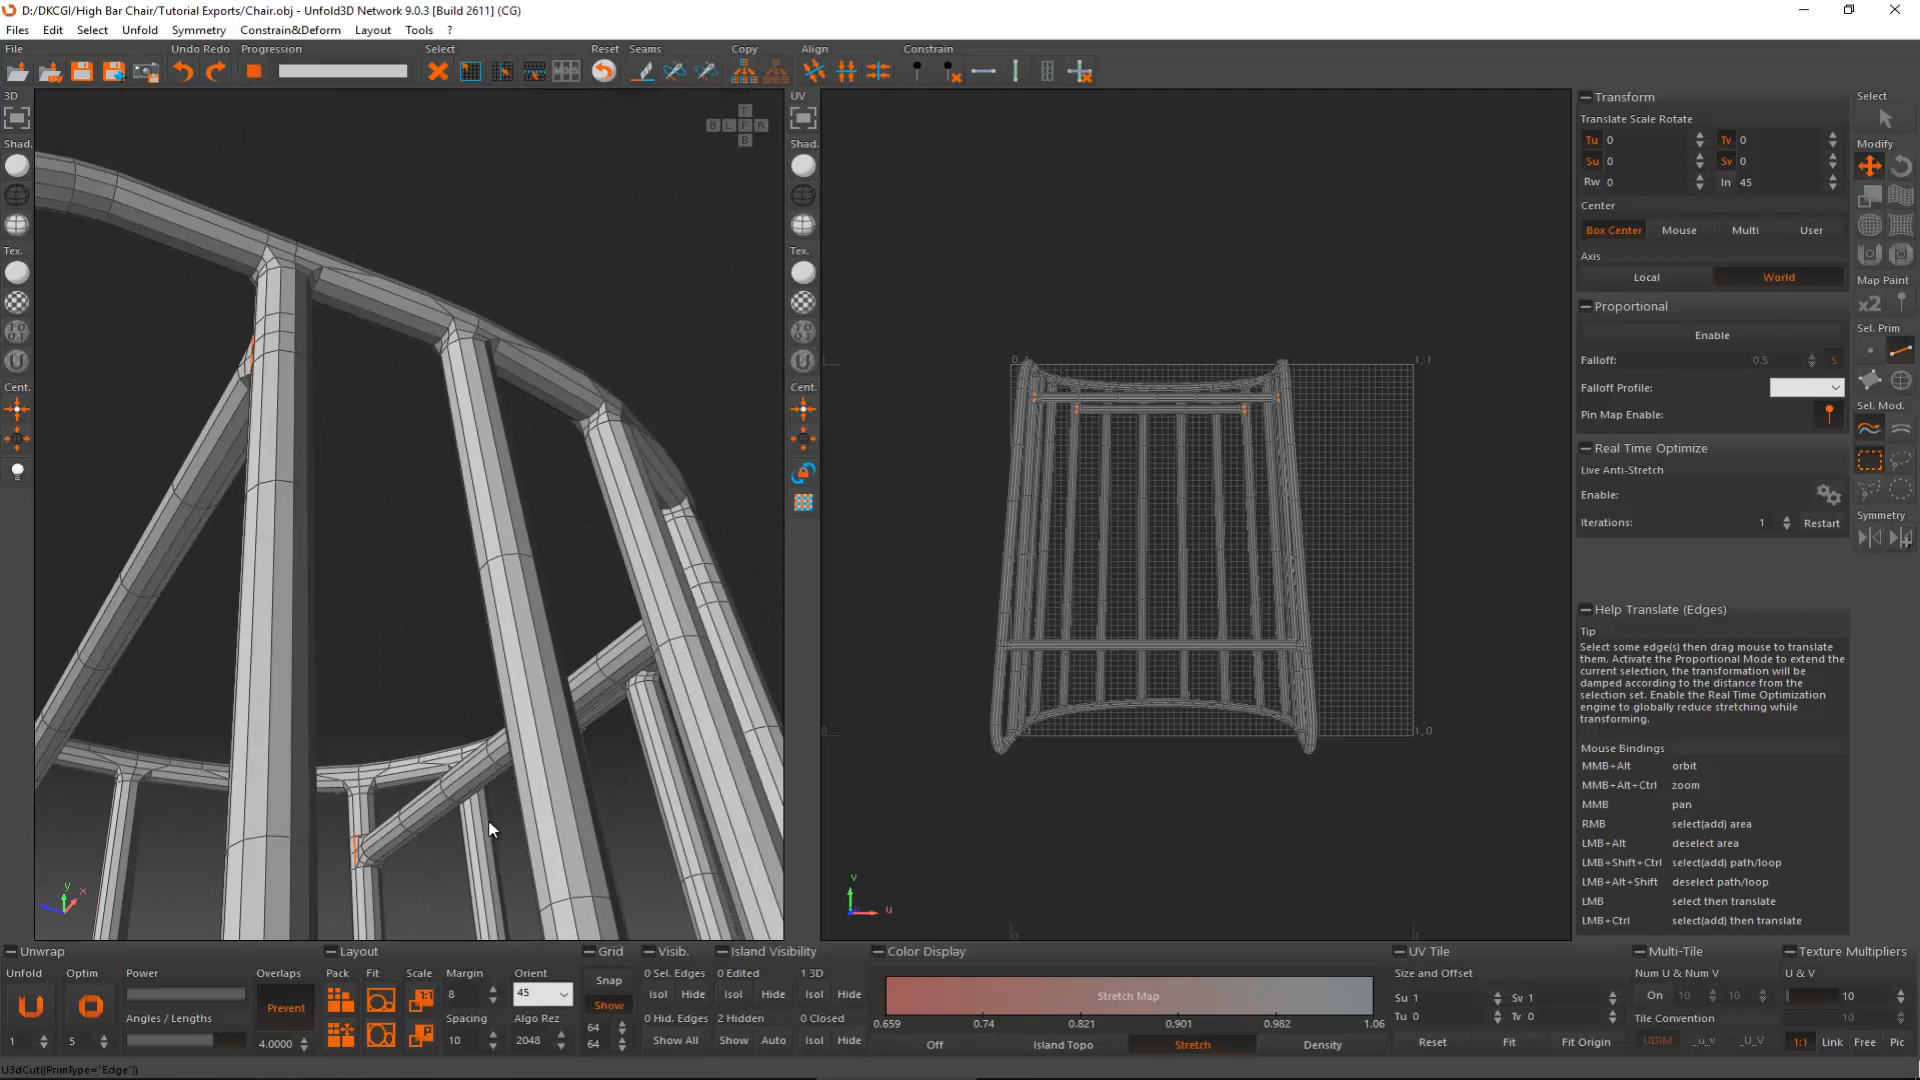 D:/DKCGI/High Bar Chair/Tutorial Exports/Chair.obj - Unfold3D Network 9.0.3 [Build 2611] (CG)
Files Edit Select Unfold Symmetry Constrain&Deform Layout Tools ?
File Undo Redo Progression Select Reset Seams Copy Align Constrain
3D
UV
Shad.
Shad.
Tex.
Tex.
Cent.
Cent.
T
B L F R
B
y x
1,1
1,0
v
u
Transform
Translate Scale Rotate
Tu 0 Tv 0
Su 0 Sv 0
Rw 0 In 45
Center
Box Center Mouse Multi User
Axis
Local World
Proportional
Enable
Falloff: 0.5 S
Falloff Profile:
Pin Map Enable:
Real Time Optimize
Live Anti-Stretch
Enable:
Iterations: 1 Restart
Help Translate (Edges)
Tip
Select some edge(s) then drag mouse to translate
them. Activate the Proportional Mode to extend the
current selection, the transformation will be
damped according to the distance from the
selection set. Enable the Real Time Optimization
engine to globally reduce stretching while
transforming.
Mouse Bindings
MMB+Alt orbit
MMB+Alt+Ctrl zoom
MMB pan
RMB select(add) area
LMB+Alt deselect area
LMB+Shift+Ctrl select(add) path/loop
LMB+Alt+Shift deselect path/loop
LMB select then translate
LMB+Ctrl select(add) then translate
Select
Modify
Map Paint
x2
Sel. Prim
Sel. Mod.
Symmetry
Unwrap Layout Grid Visib. Island Visibility Color Display UV Tile Multi-Tile Texture Multipliers
Unfold Optim Power Overlaps Pack Fit Scale Margin Orient Snap 0 Sel. Edges 0 Edited 1 3D Size and Offset Num U & Num V U & V
8 45 Isol Hide Isol Hide Isol Hide Stretch Map Su 1 Sv 1 On 10 10 10
Prevent Show
Angles / Lengths Spacing Algo Rez 64 0 Hid. Edges 2 Hidden 0 Closed 0.659 0.74 0.821 0.901 0.982 1.06 Tu 0 Tv 0 Tile Convention 10
1 5 4.0000 10 2048 64 Show All Show Auto Isol Hide Off Island Topo Stretch Density Reset Fit Fit Origin UDIM _u_v _U_V 1:1 Link Free Pic
U3dCut({PrimType="Edge"})